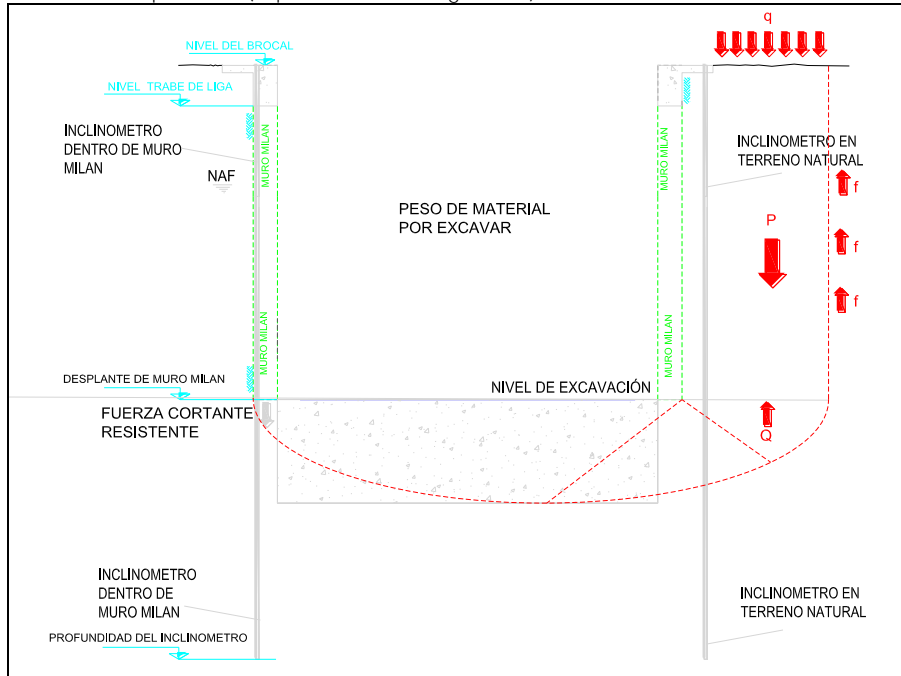 NIVEL DEL BROCAL
q
NIVEL TRABE DE LIGA
INCLINOMETRO
DENTRO DE MURO
MILAN
MURO MILAN
NAF
PESO DE MATERIAL
POR EXCAVAR
MURO MILAN
INCLINOMETRO EN
TERRENO NATURAL
f
P
f
f
MURO MILAN
MURO MILAN
DESPLANTE DE MURO MILAN
NIVEL DE EXCAVACIÓN
FUERZA CORTANTE
RESISTENTE
Q
INCLINOMETRO
DENTRO DE
MURO MILAN
INCLINOMETRO EN
TERRENO NATURAL
PROFUNDIDAD DEL INCLINOMETRO